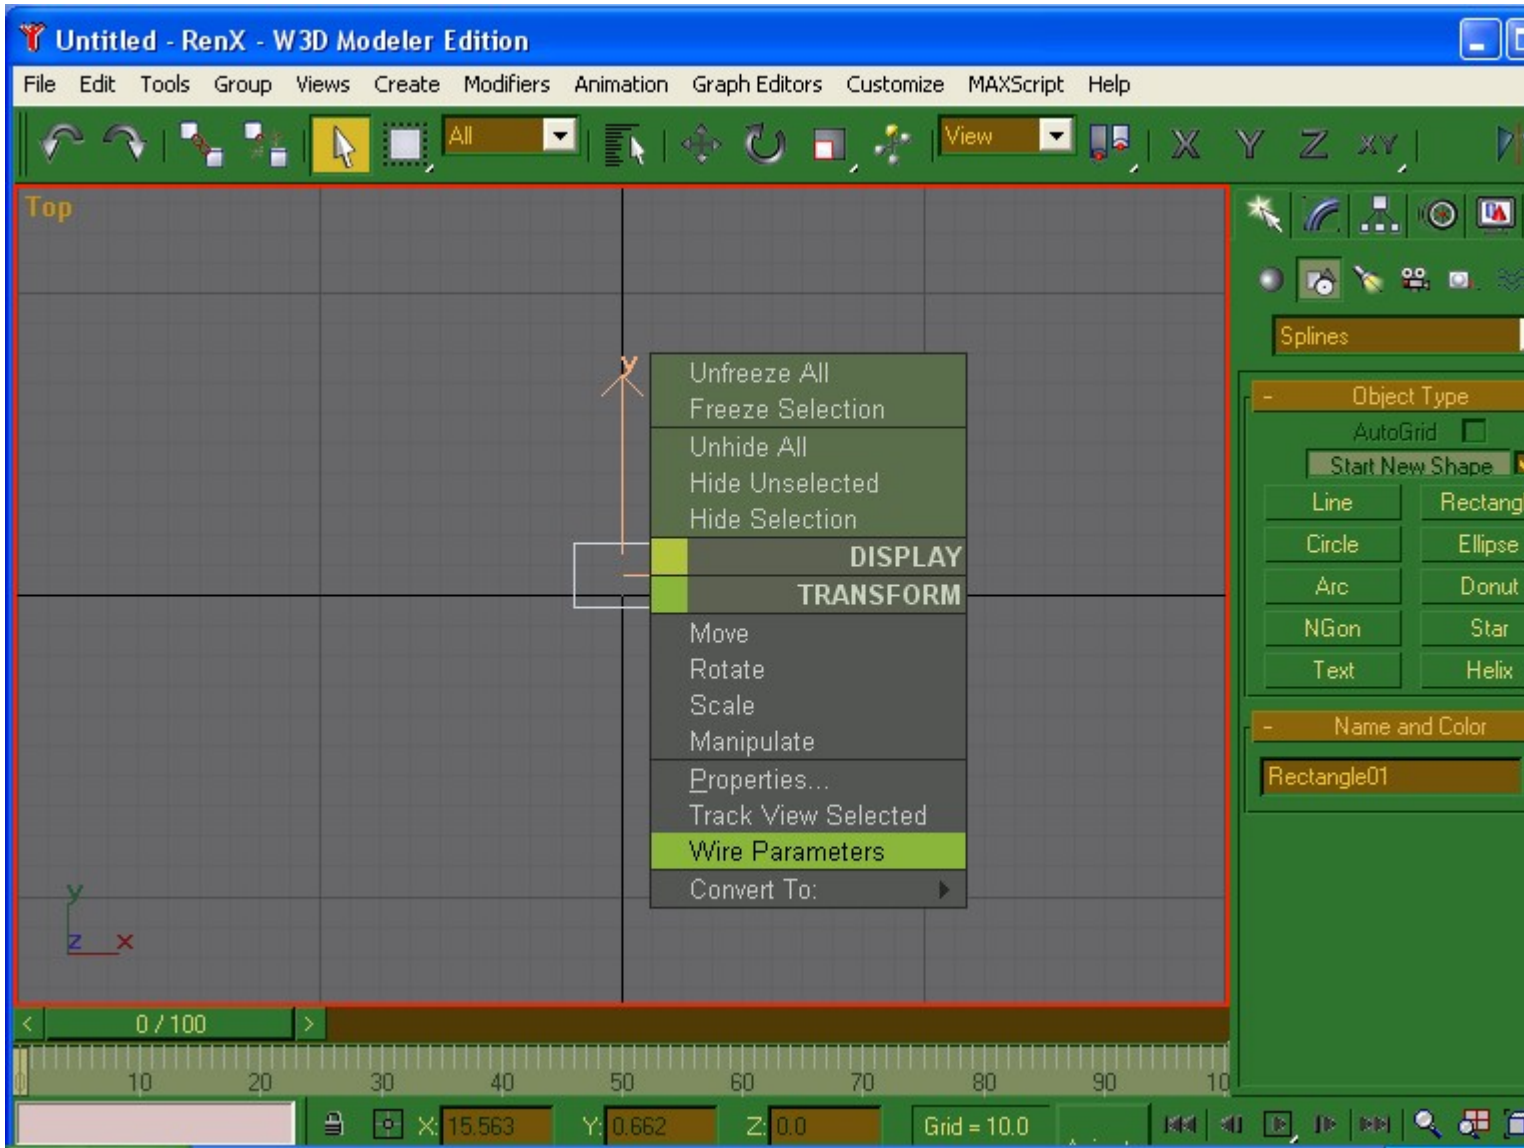 Untitled - RenX - W3D Modeler Edition
File Edit Tools Group Views Create Modifiers Animation Graph Editors Customize MAXScript Help
All View X Y Z XY
Top
Splines
y
Unfreeze All
Freeze Selection
Unhide All
Hide Unselected
Hide Selection
DISPLAY
TRANSFORM
Move
Rotate
Scale
Manipulate
Properties...
Track View Selected
Wire Parameters
Convert To:
- Object Type
AutoGrid
Start New Shape
Line Rectang
Circle Ellipse
Arc Donut
NGon Star
Text Helix
- Name and Color
Rectangle01
y
z x
< 0 / 100 >
0 10 20 30 40 50 60 70 80 90 10
X: 15.563 Y: 0.662 Z: 0.0 Grid = 10.0